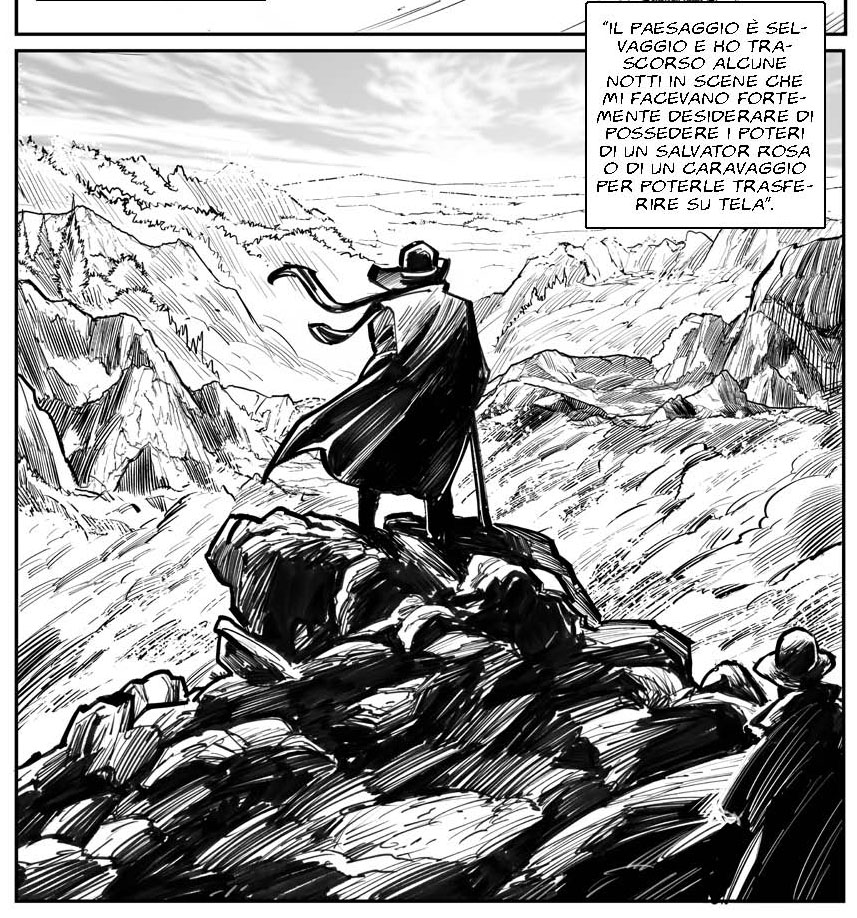 "IL PAESAGGIO È SEL-
VAGGIO E HO TRA-
SCORSO ALCUNE
NOTTI IN SCENE CHE
MI FACEVANO FORTE-
MENTE DESIDERARE DI
POSSEDERE I POTERI
DI UN SALVATOR ROSA
O DI UN CARAVAGGIO
PER POTERLE TRASFE-
RIRE SU TELA".